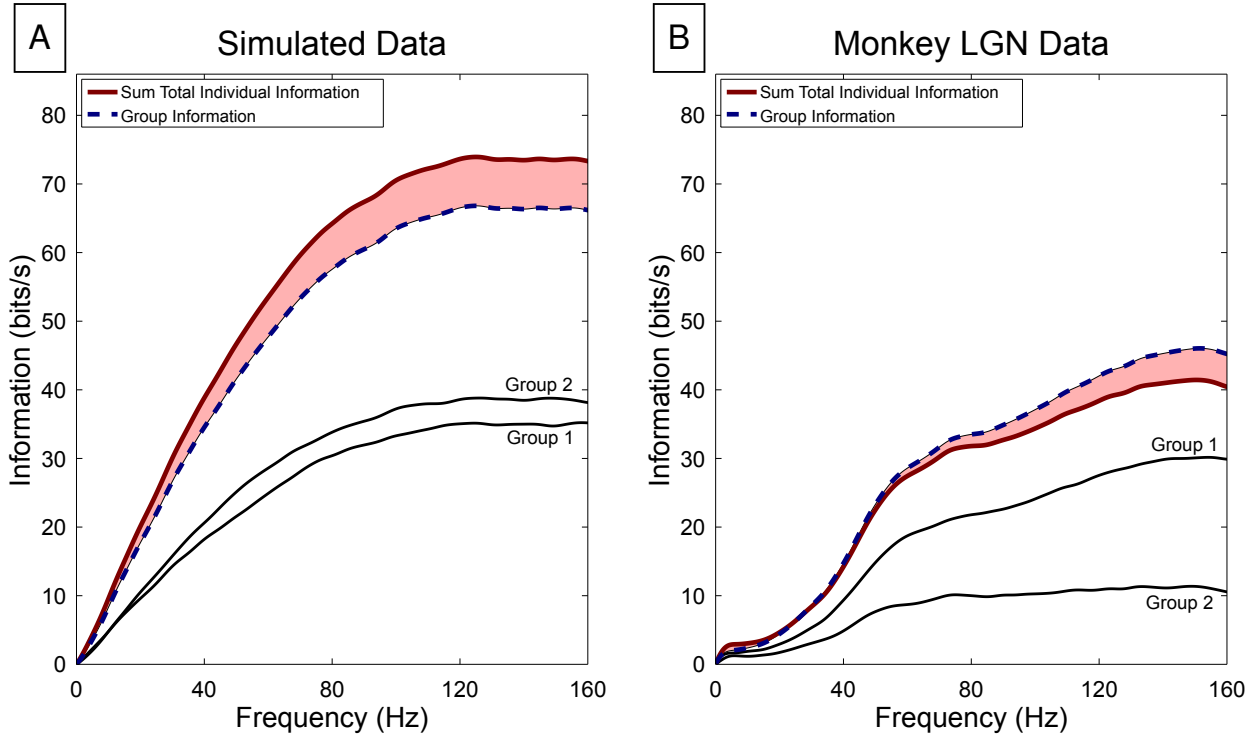 A
Simulated Data
Sum Total Individual Information
Group Information
80
70
60
50
40
30
20
10
0
Information (bits/s)
Group 2
Group 1
0 40 80 120 160
Frequency (Hz)
B
Monkey LGN Data
Sum Total Individual Information
Group Information
80
70
60
50
40
30
20
10
0
Information (bits/s)
Group 1
Group 2
0 40 80 120 160
Frequency (Hz)